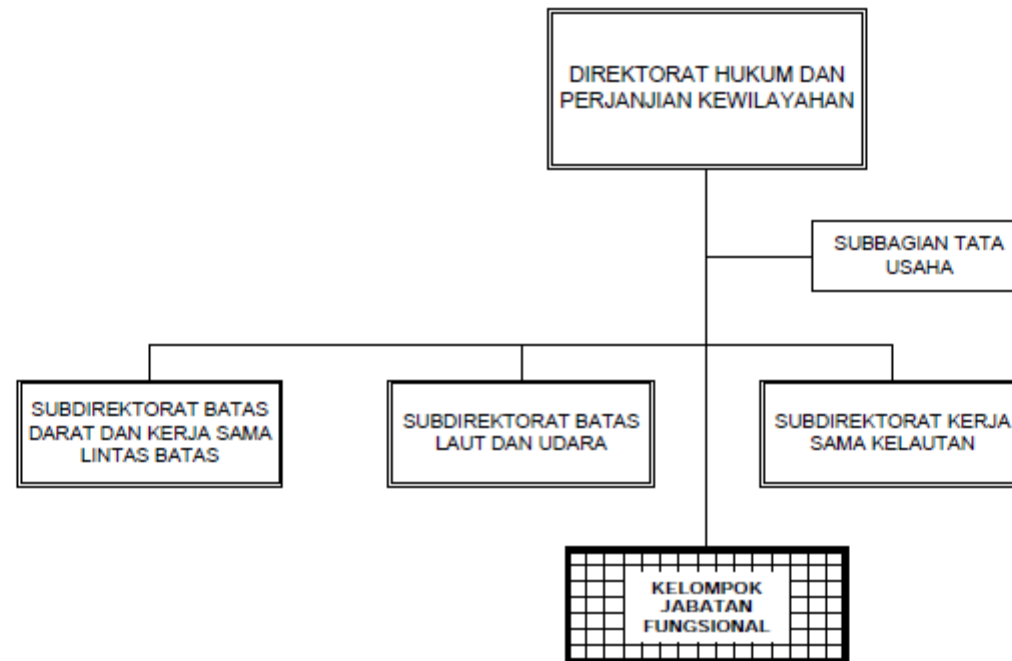 DIREKTORAT HUKUM DAN
PERJANJIAN KEWILAYAHAN
SUBBAGIAN TATA
USAHA
SUBDIREKTORAT BATAS
DARAT DAN KERJA SAMA
LINTAS BATAS
SUBDIREKTORAT BATAS
LAUT DAN UDARA
SUBDIREKTORAT KERJA
SAMA KELAUTAN
KELOMPOK
JABATAN
FUNGSIONAL